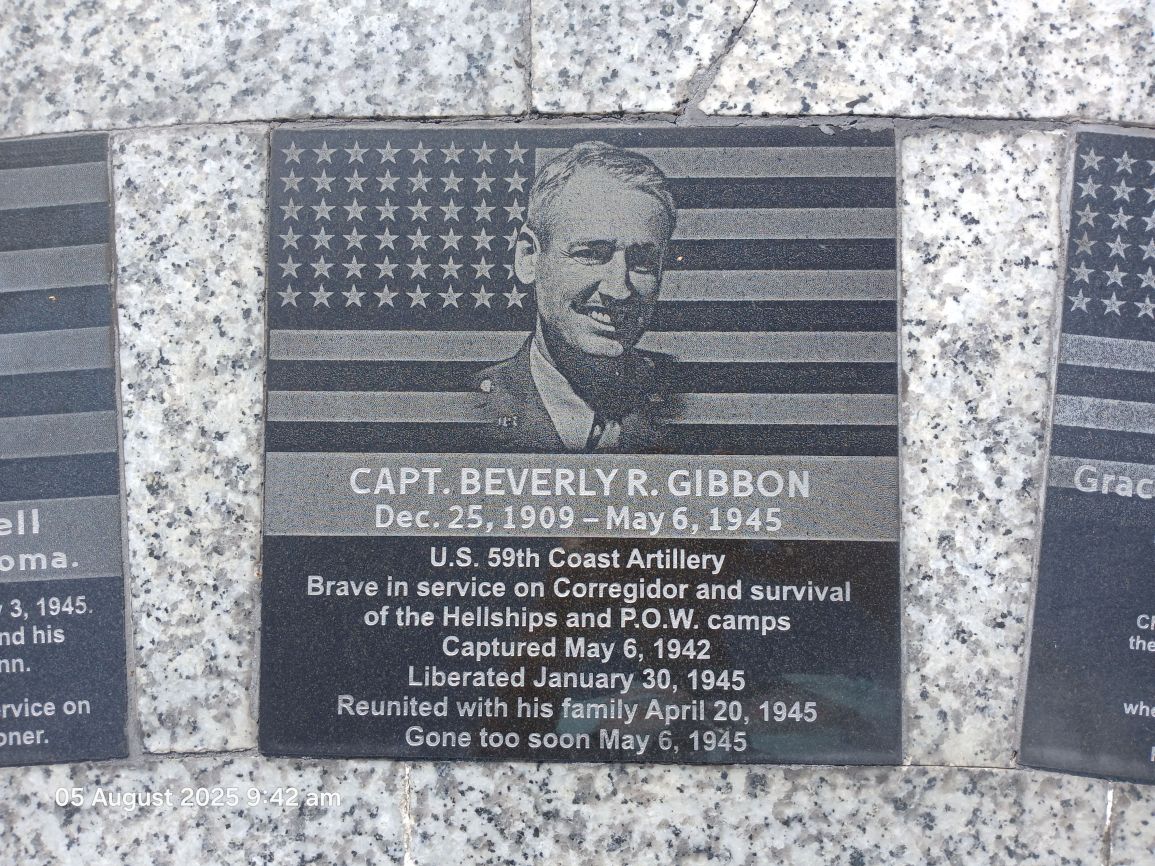 CAPT. BEVERLY R. GIBBON
Dec. 25, 1909 – May 6, 1945
U.S. 59th Coast Artillery
Brave in service on Corregidor and survival
of the Hellships and P.O.W. camps
Captured May 6, 1942
Liberated January 30, 1945
Reunited with his family April 20, 1945
Gone too soon May 6, 1945
ell
oma.
3, 1945.
nd his
nn.
rvice on
oner.
Grac
the
whe
05 August 2025 9:42 am